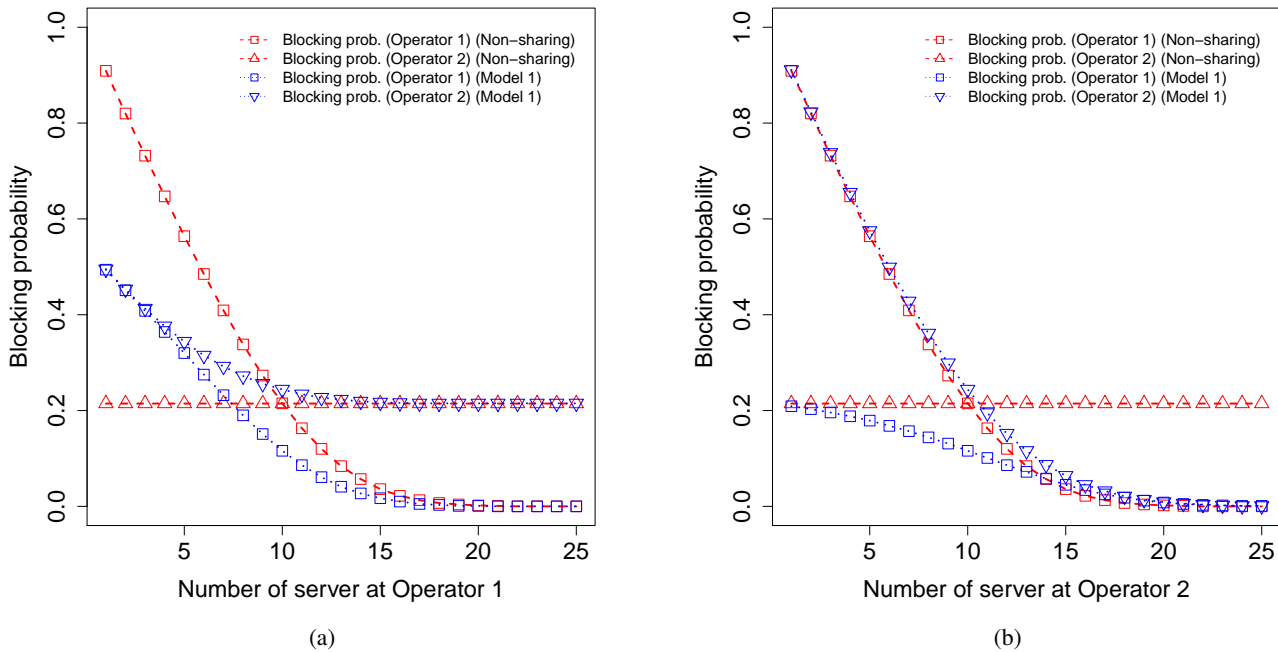 Blocking prob. (Operator 1) (Non−sharing)
Blocking prob. (Operator 2) (Non−sharing)
Blocking prob. (Operator 1) (Model 1)
Blocking prob. (Operator 2) (Model 1)
Blocking probability
1.0
0.8
0.6
0.4
0.2
0.0
5 10 15 20 25
Number of server at Operator 1
(a)
Blocking prob. (Operator 1) (Non−sharing)
Blocking prob. (Operator 2) (Non−sharing)
Blocking prob. (Operator 1) (Model 1)
Blocking prob. (Operator 2) (Model 1)
Blocking probability
1.0
0.8
0.6
0.4
0.2
0.0
5 10 15 20 25
Number of server at Operator 2
(b)